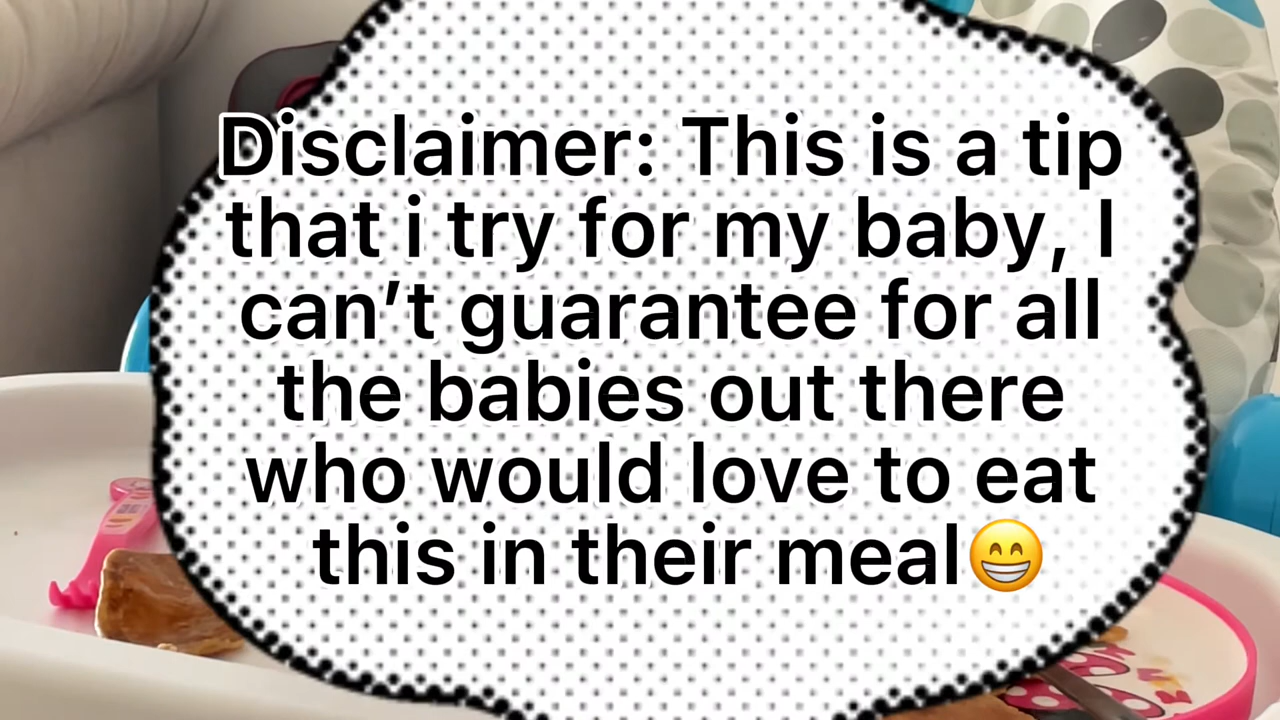 Disclaimer: This is a tip
that i try for my baby, I
can’t guarantee for all
the babies out there
who would love to eat
this in their meal😁